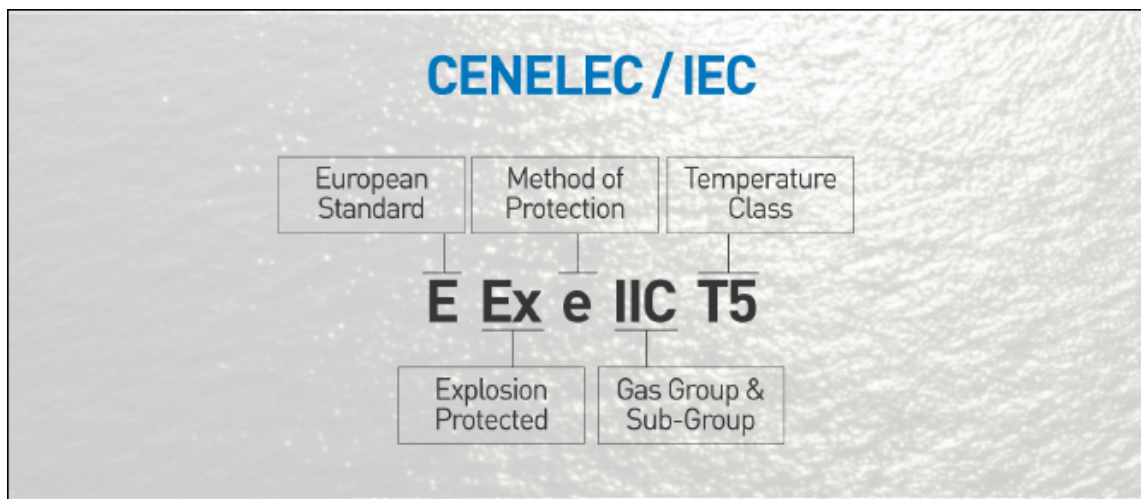 CENELEC / IEC
European Standard
Method of Protection
Temperature Class
E Ex e IIC T5
Explosion Protected
Gas Group & Sub-Group